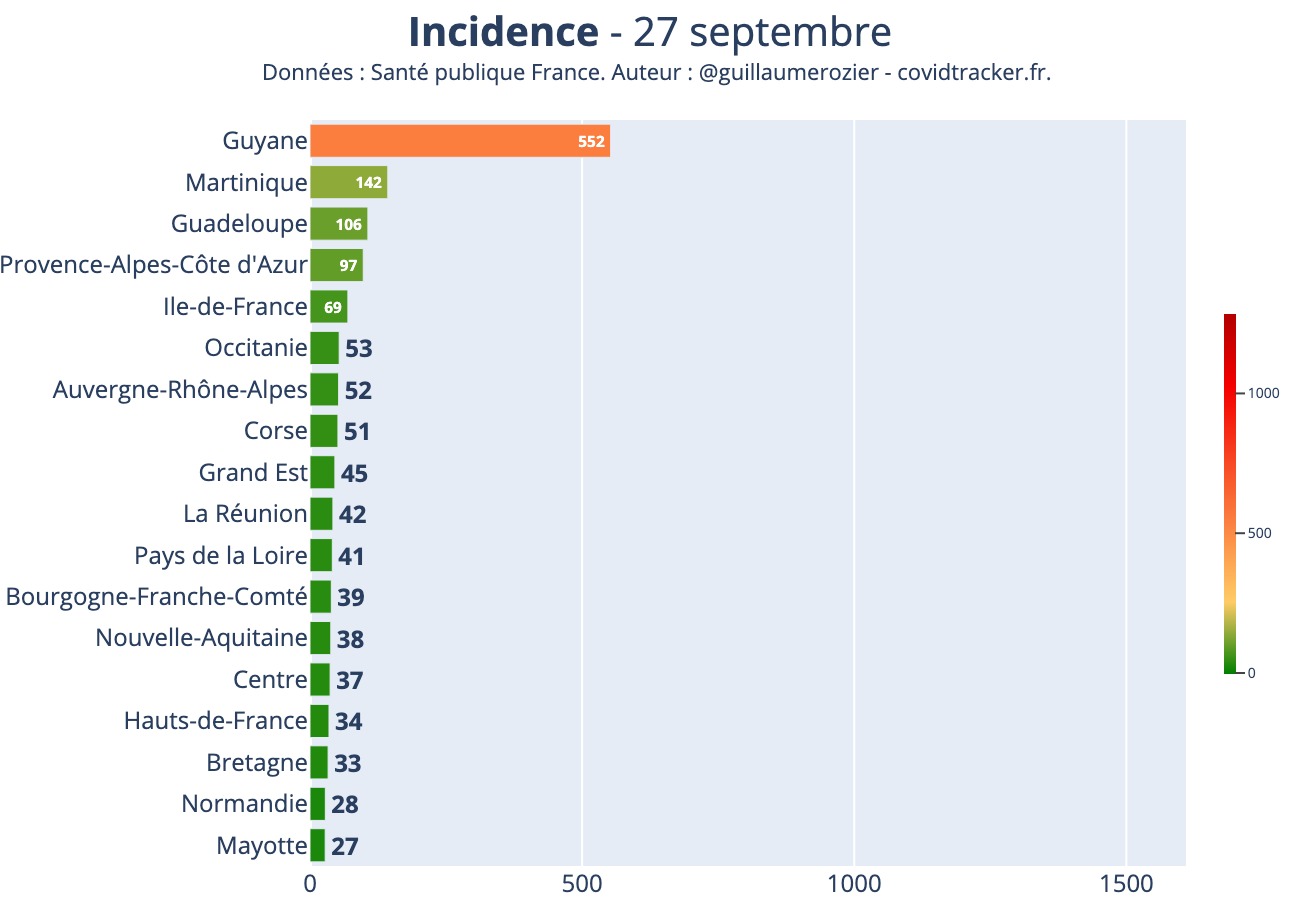 Incidence - 27 septembre
Données : Santé publique France. Auteur : @guillaumerozier - covidtracker.fr.
Guyane 552
Martinique 142
Guadeloupe 106
Provence-Alpes-Côte d'Azur 97
Ile-de-France 69
Occitanie 53
Auvergne-Rhône-Alpes 52
Corse 51
Grand Est 45
La Réunion 42
Pays de la Loire 41
Bourgogne-Franche-Comté 39
Nouvelle-Aquitaine 38
Centre 37
Hauts-de-France 34
Bretagne 33
Normandie 28
Mayotte 27
0 500 1000 1500
1000
500
0